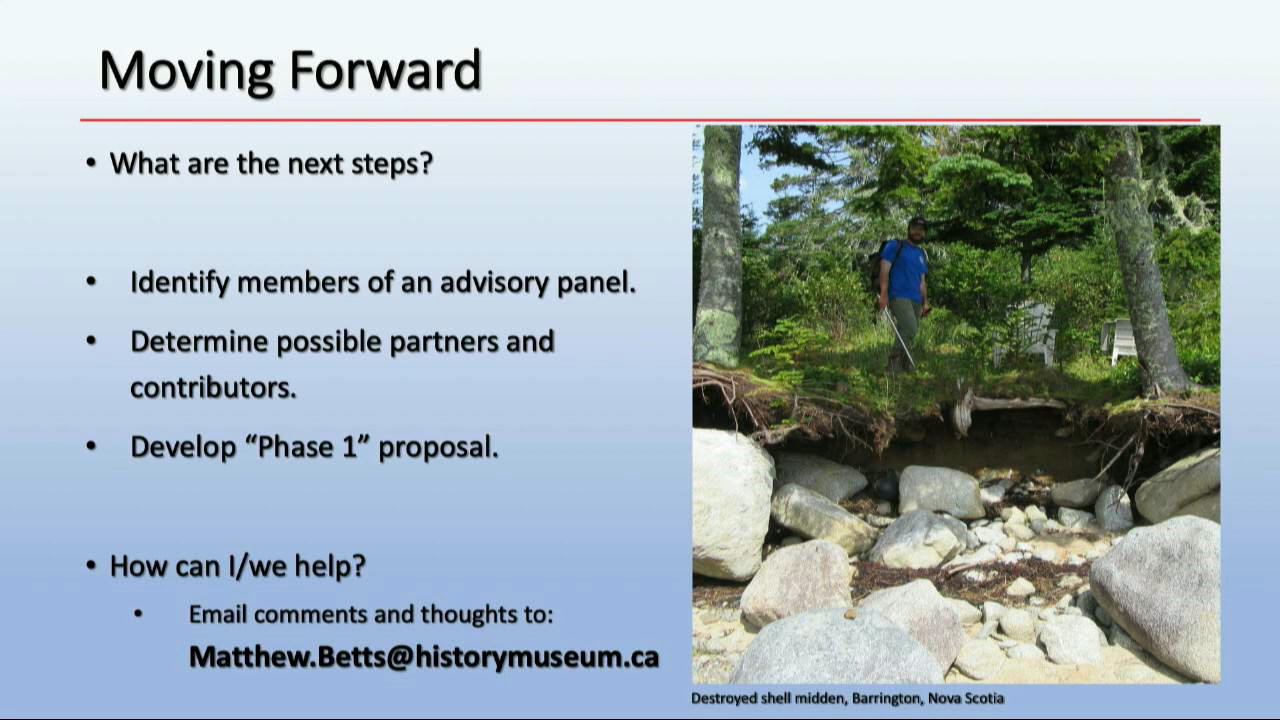 Moving Forward
• What are the next steps?
• Identify members of an advisory panel.
• Determine possible partners and
contributors.
• Develop “Phase 1” proposal.
• How can I/we help?
• Email comments and thoughts to:
Matthew.Betts@historymuseum.ca
Destroyed shell midden, Barrington, Nova Scotia